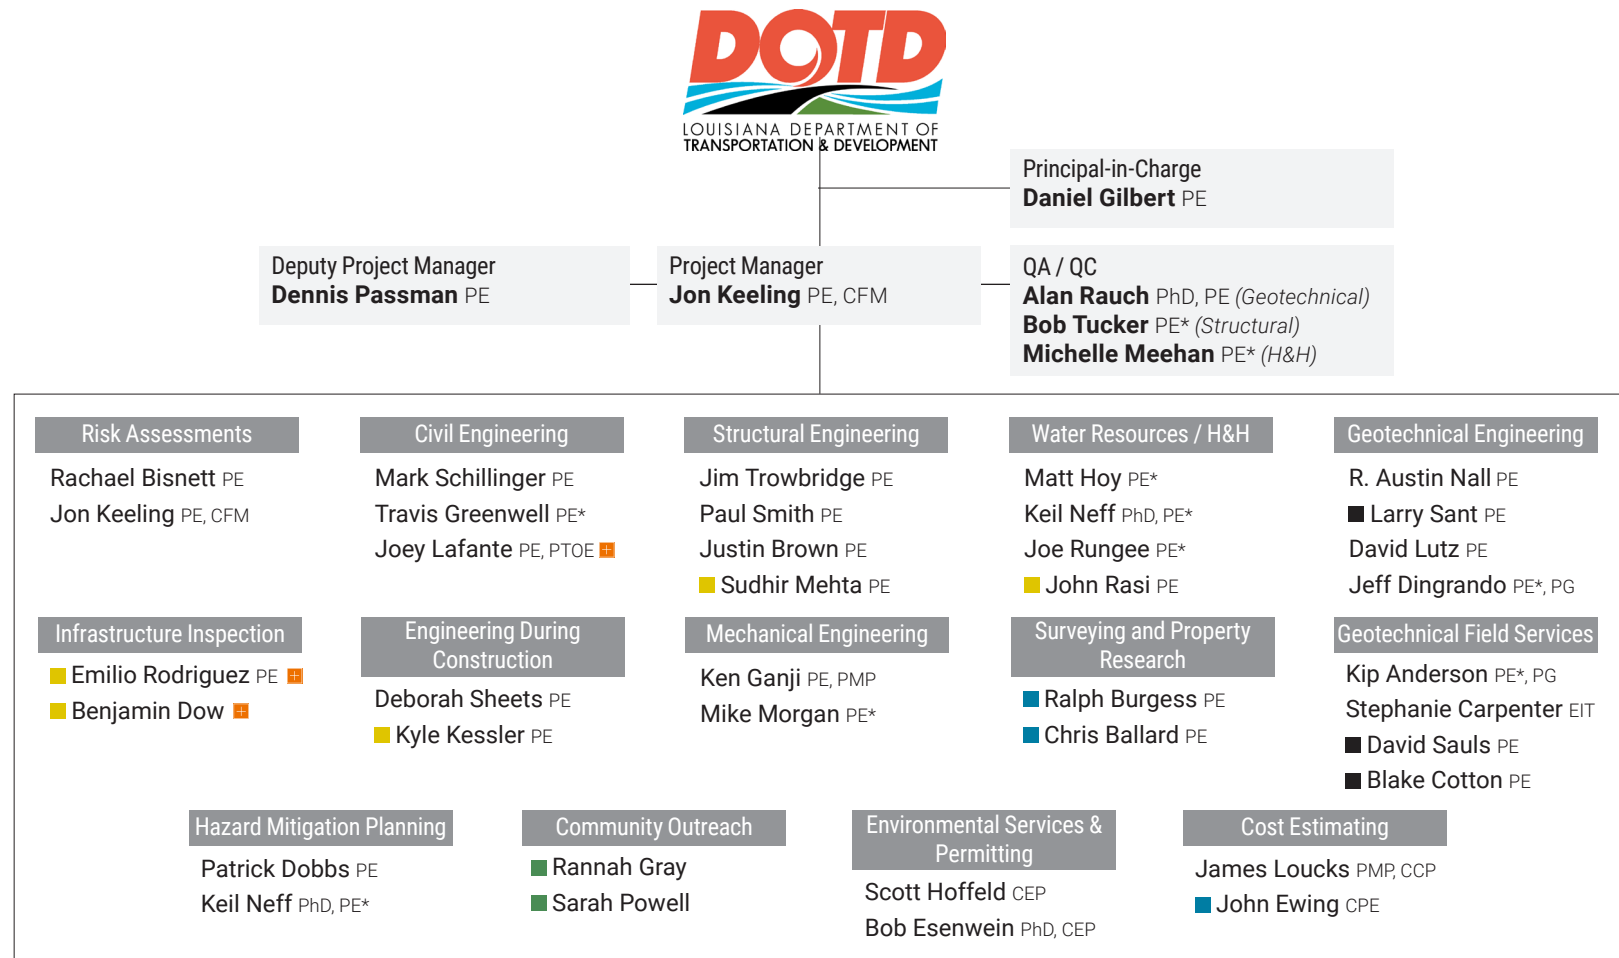 DOTD
LOUISIANA DEPARTMENT OF
TRANSPORTATION & DEVELOPMENT
Principal-in-Charge
Daniel Gilbert PE
Deputy Project Manager
Dennis Passman PE
Project Manager
Jon Keeling PE, CFM
QA / QC
Alan Rauch PhD, PE (Geotechnical)
Bob Tucker PE* (Structural)
Michelle Meehan PE* (H&H)
Risk Assessments
Rachael Bisnett PE
Jon Keeling PE, CFM
Civil Engineering
Mark Schillinger PE
Travis Greenwell PE*
Joey Lafante PE, PTOE
Structural Engineering
Jim Trowbridge PE
Paul Smith PE
Justin Brown PE
Sudhir Mehta PE
Water Resources / H&H
Matt Hoy PE*
Keil Neff PhD, PE*
Joe Rungee PE*
John Rasi PE
Geotechnical Engineering
R. Austin Nall PE
Larry Sant PE
David Lutz PE
Jeff Dingrando PE*, PG
Infrastructure Inspection
Emilio Rodriguez PE
Benjamin Dow
Engineering During
Construction
Deborah Sheets PE
Kyle Kessler PE
Mechanical Engineering
Ken Ganji PE, PMP
Mike Morgan PE*
Surveying and Property
Research
Ralph Burgess PE
Chris Ballard PE
Geotechnical Field Services
Kip Anderson PE*, PG
Stephanie Carpenter EIT
David Sauls PE
Blake Cotton PE
Hazard Mitigation Planning
Patrick Dobbs PE
Keil Neff PhD, PE*
Community Outreach
Rannah Gray
Sarah Powell
Environmental Services &
Permitting
Scott Hoffeld CEP
Bob Esenwein PhD, CEP
Cost Estimating
James Loucks PMP, CCP
John Ewing CPE